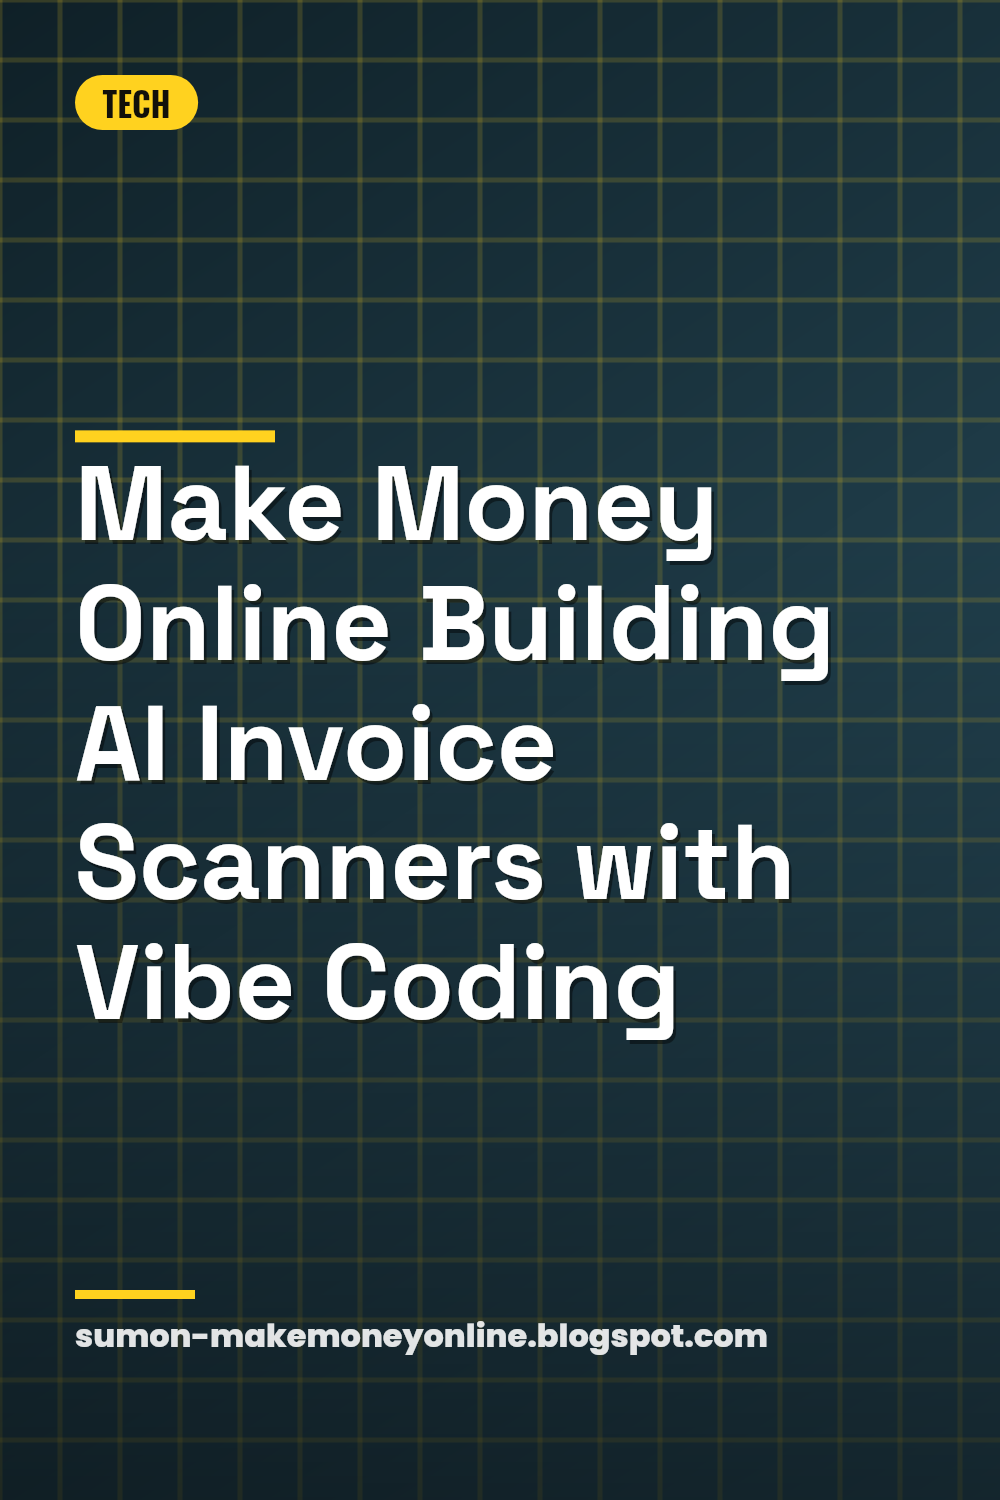 TECH
Make Money
Online Building
AI Invoice
Scanners with
Vibe Coding
sumon-makemoneyonline.blogspot.com